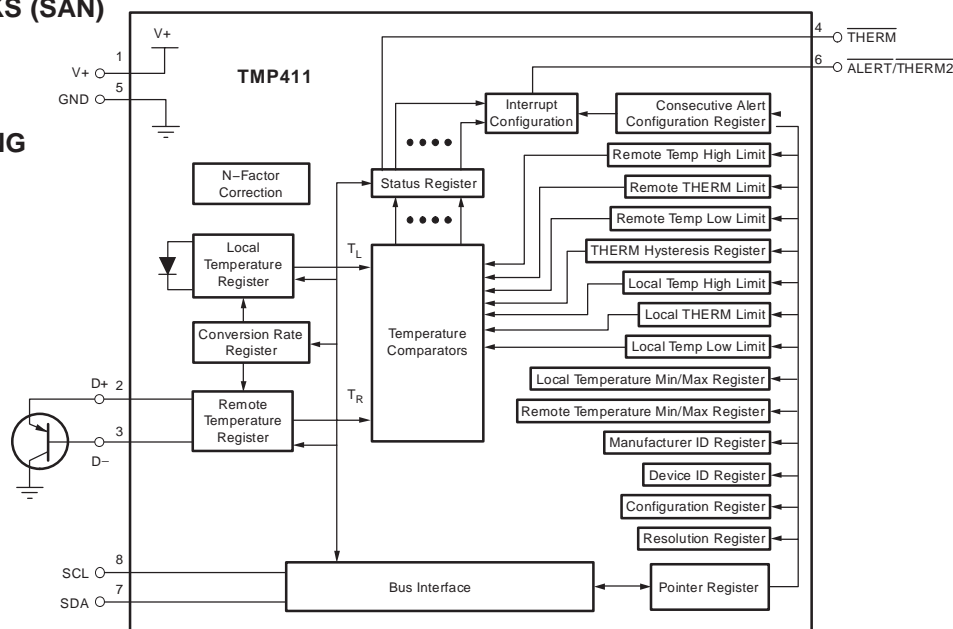 KS (SAN)
NG
V+
1
V+
5
GND
TMP411
4
THERM
6
ALERT/THERM2
Interrupt
Configuration
Consecutive Alert
Configuration Register
N−Factor
Correction
Status Register
Remote Temp High Limit
Remote THERM Limit
Remote Temp Low Limit
THERM Hysteresis Register
Local Temp High Limit
Local THERM Limit
Local Temp Low Limit
Local Temperature Min/Max Register
Remote Temperature Min/Max Register
Manufacturer ID Register
Device ID Register
Configuration Register
Resolution Register
Local
Temperature
Register
TL
Conversion Rate
Register
Temperature
Comparators
D+
2
Remote
Temperature
Register
TR
3
D−
8
SCL
7
SDA
Bus Interface
Pointer Register